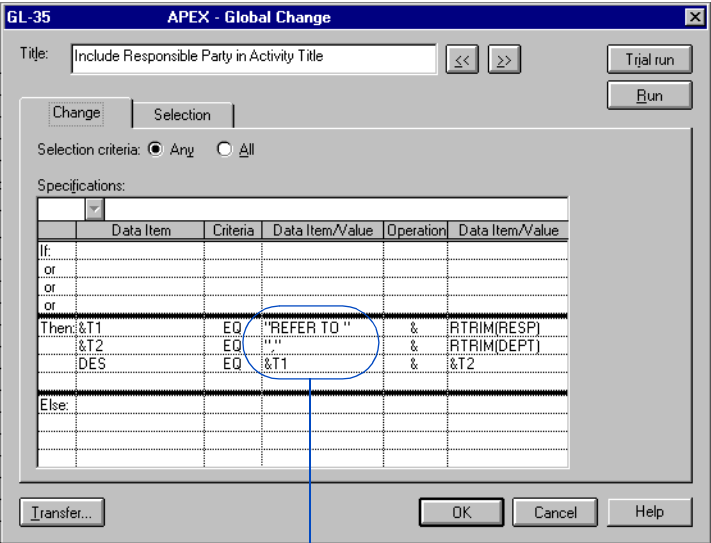 GL-35 APEX - Global Change
Title: Include Responsible Party in Activity Title << >> Trial run
Run
Change Selection
Selection criteria: Any All
Specifications:
Data Item Criteria Data Item/Value Operation Data Item/Value
If:
or
or
or
Then: &T1 EQ "REFER TO " & RTRIM(RESP)
&T2 EQ "," & RTRIM(DEPT)
DES EQ &T1 & &T2
Else:
Transfer... OK Cancel Help